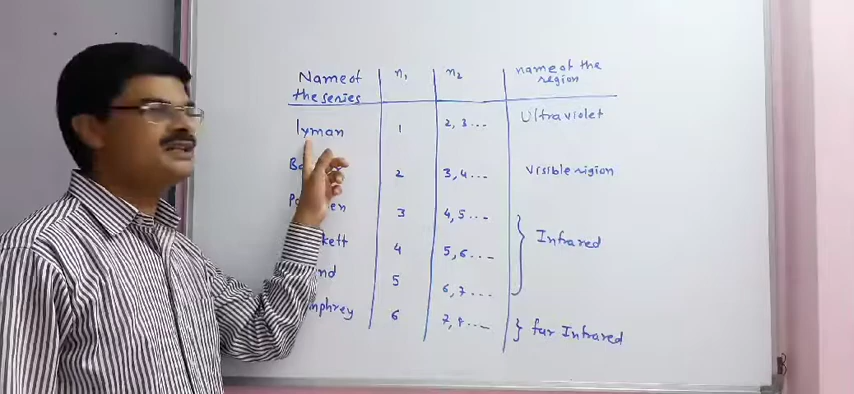 Name of the series n₁ n₂ name of the region
lyman 1 2, 3 ... Ultraviolet
2 3, 4 ... Visible rigion
3 4, 5 ...
4 5, 6 ... } Infrared
5 6, 7 ...
6 7, 8 ... } far Infrared